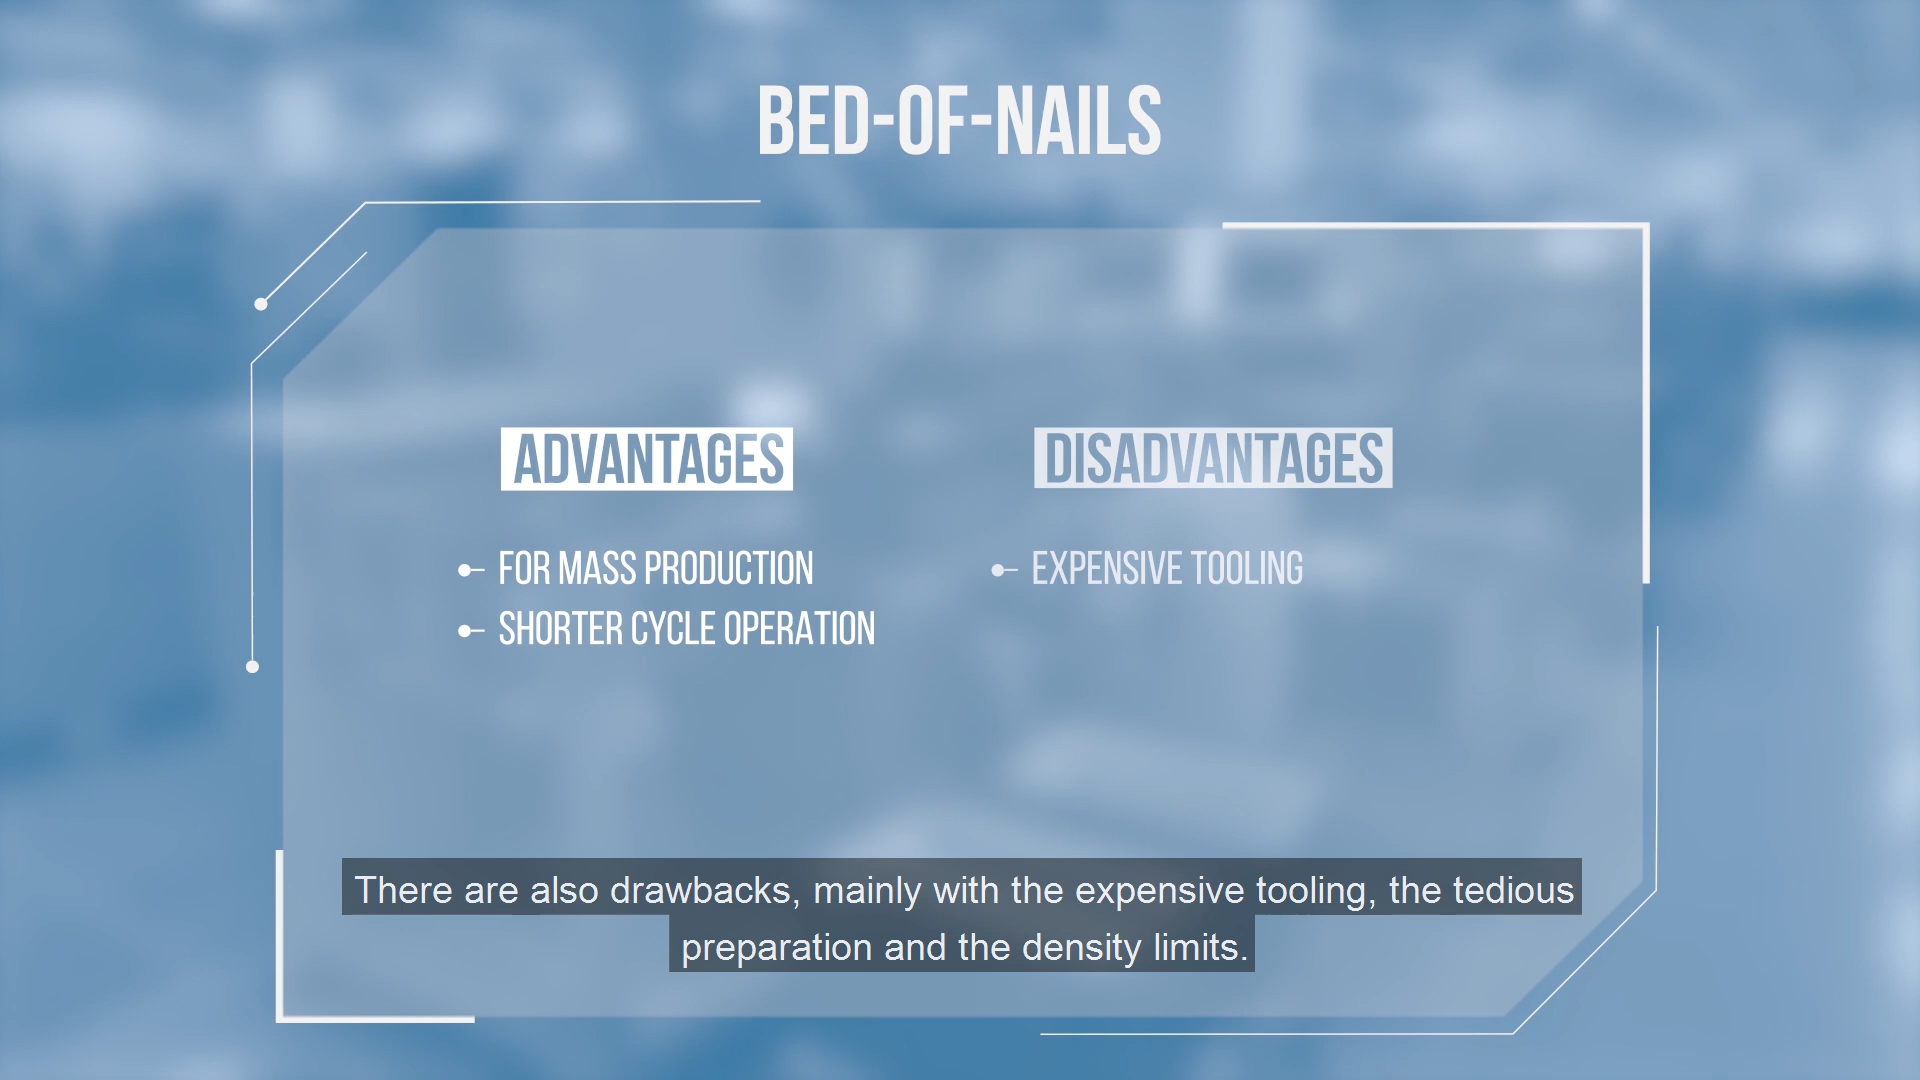 BED-OF-NAILS
ADVANTAGES
FOR MASS PRODUCTION
SHORTER CYCLE OPERATION
DISADVANTAGES
EXPENSIVE TOOLING
There are also drawbacks, mainly with the expensive tooling, the tedious
preparation and the density limits.